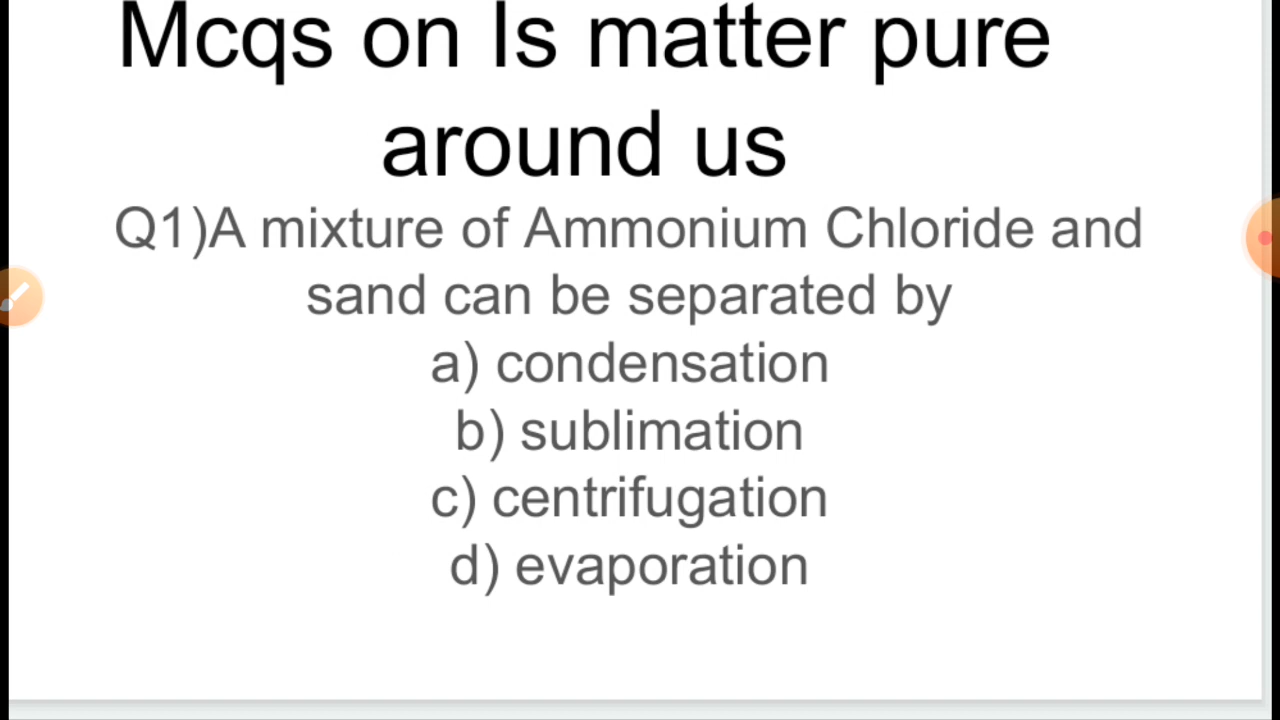 Mcqs on Is matter pure
around us
Q1)A mixture of Ammonium Chloride and
sand can be separated by
a) condensation
b) sublimation
c) centrifugation
d) evaporation